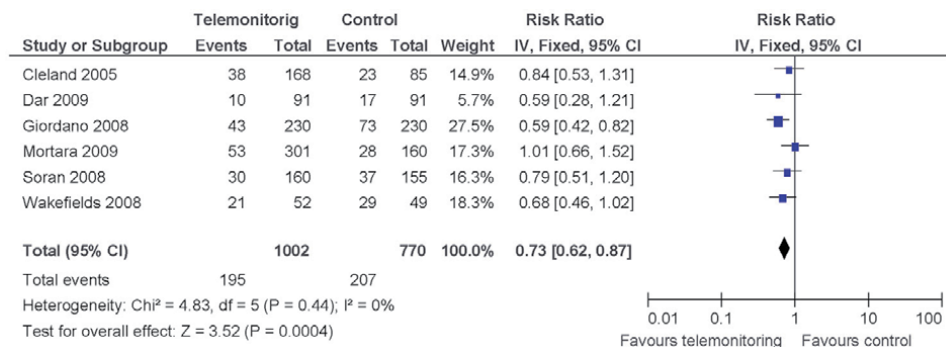 Telemonitorig Control Risk Ratio Risk Ratio
Study or Subgroup Events Total Events Total Weight IV, Fixed, 95% CI IV, Fixed, 95% CI
Cleland 2005 38 168 23 85 14.9% 0.84 [0.53, 1.31]
Dar 2009 10 91 17 91 5.7% 0.59 [0.28, 1.21]
Giordano 2008 43 230 73 230 27.5% 0.59 [0.42, 0.82]
Mortara 2009 53 301 28 160 17.3% 1.01 [0.66, 1.52]
Soran 2008 30 160 37 155 16.3% 0.79 [0.51, 1.20]
Wakefields 2008 21 52 29 49 18.3% 0.68 [0.46, 1.02]
Total (95% CI) 1002 770 100.0% 0.73 [0.62, 0.87]
Total events 195 207
Heterogeneity: Chi² = 4.83, df = 5 (P = 0.44); I² = 0%
Test for overall effect: Z = 3.52 (P = 0.0004)
0.01 0.1 1 10 100
Favours telemonitoring Favours control